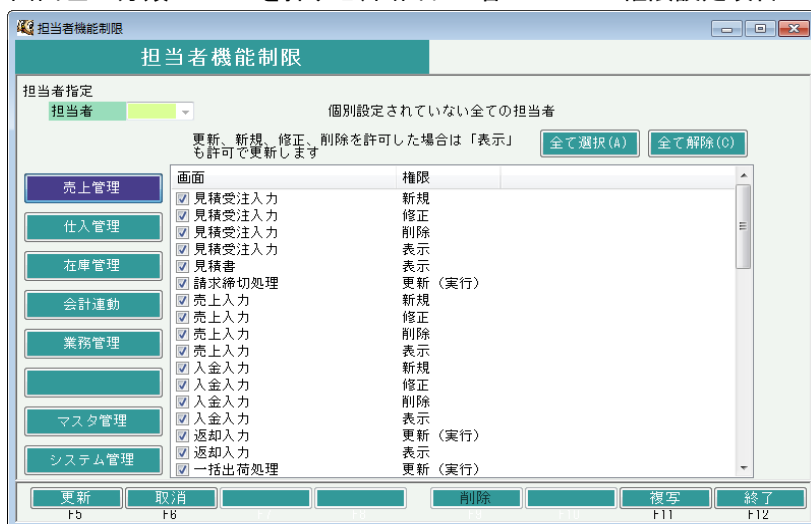 担当者機能制限
担当者機能制限
担当者指定
担当者
個別設定されていない全ての担当者
更新、新規、修正、削除を許可した場合は「表示」
も許可で更新します
全て選択(A)
全て解除(C)
売上管理
仕入管理
在庫管理
会計連動
業務管理
マスタ管理
システム管理
画面 権限
見積受注入力 新規
見積受注入力 修正
見積受注入力 削除
見積受注入力 表示
見積書 表示
請求締切処理 更新（実行）
売上入力 新規
売上入力 修正
売上入力 削除
売上入力 表示
入金入力 新規
入金入力 修正
入金入力 削除
入金入力 表示
返却入力 更新（実行）
返却入力 表示
一括出荷処理 更新（実行）
更新 取消 削除 複写 終了
F5 F6 F7 F8 F9 F10 F11 F12